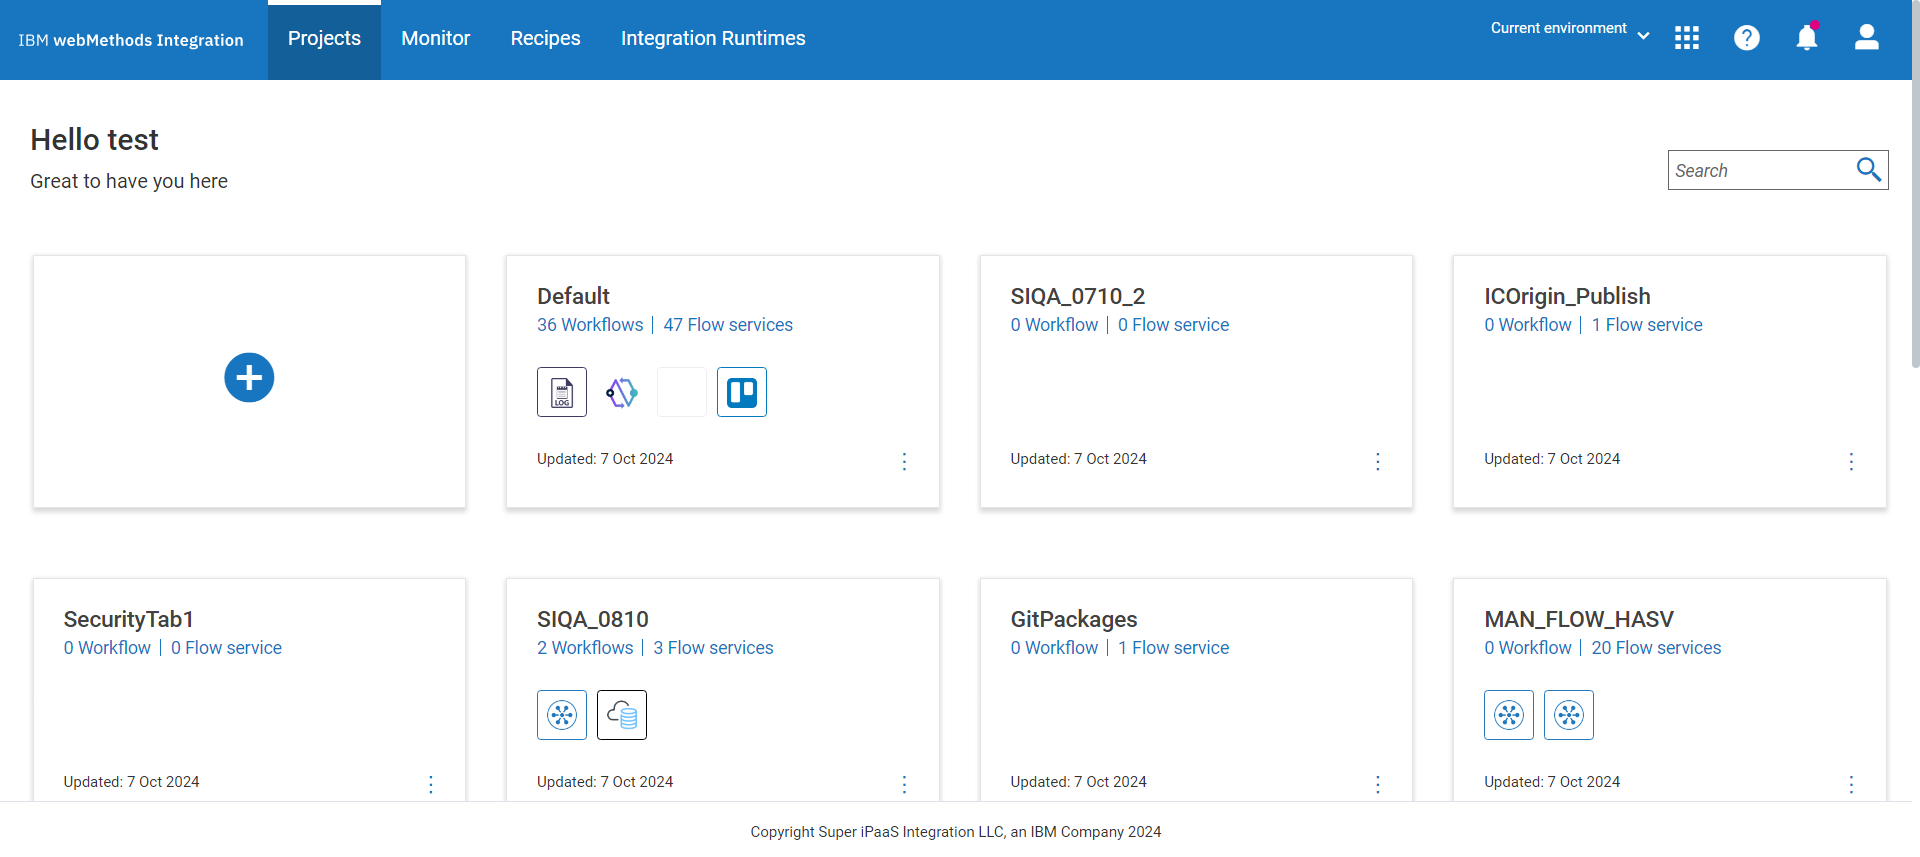 IBM webMethods Integration
Projects
Monitor
Recipes
Integration Runtimes
Current environment
Hello test
Great to have you here
Search
Default
36 Workflows | 47 Flow services
LOG
Updated: 7 Oct 2024
SIQA_0710_2
0 Workflow | 0 Flow service
Updated: 7 Oct 2024
ICOrigin_Publish
0 Workflow | 1 Flow service
Updated: 7 Oct 2024
SecurityTab1
0 Workflow | 0 Flow service
Updated: 7 Oct 2024
SIQA_0810
2 Workflows | 3 Flow services
Updated: 7 Oct 2024
GitPackages
0 Workflow | 1 Flow service
Updated: 7 Oct 2024
MAN_FLOW_HASV
0 Workflow | 20 Flow services
Updated: 7 Oct 2024
Copyright Super iPaaS Integration LLC, an IBM Company 2024